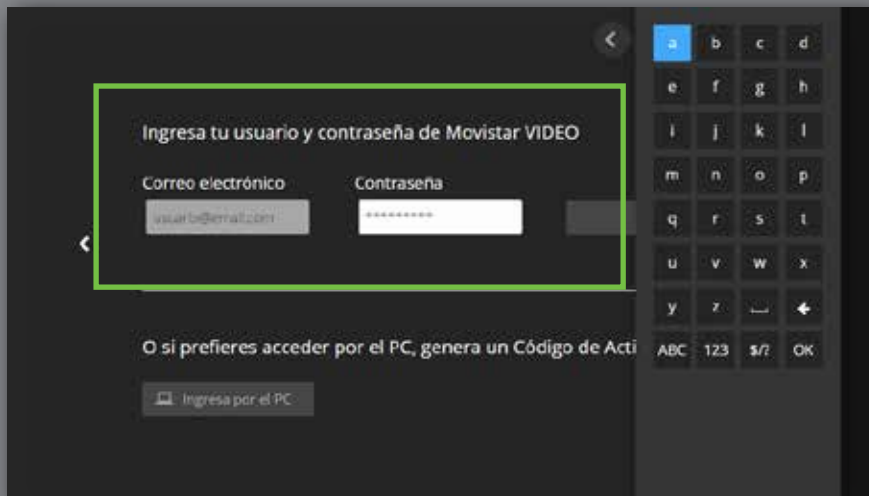 Ingresa tu usuario y contraseña de Movistar VIDEO
Correo electrónico Contraseña
usuario@email.com *********
O si prefieres acceder por el PC, genera un Código de Acti
Ingresa por el PC
a b c d
e f g h
i j k l
m n o p
q r s t
u v w x
y z
ABC 123 $/? OK